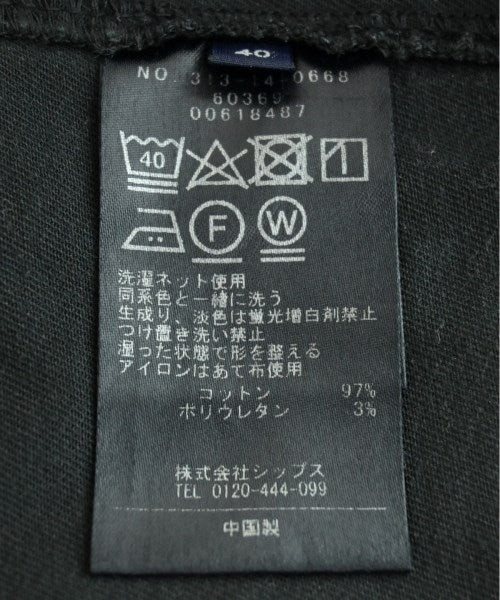 40
NO. 313-14-0668
60369
00618487
40
F W
洗濯ネット使用
同系色と一緒に洗う
生成り、淡色は蛍光増白剤禁止
つけ置き洗い禁止
湿った状態で形を整える
アイロンはあて布使用
コットン 97%
ポリウレタン 3%
株式会社シップス
TEL 0120-444-099
中国製